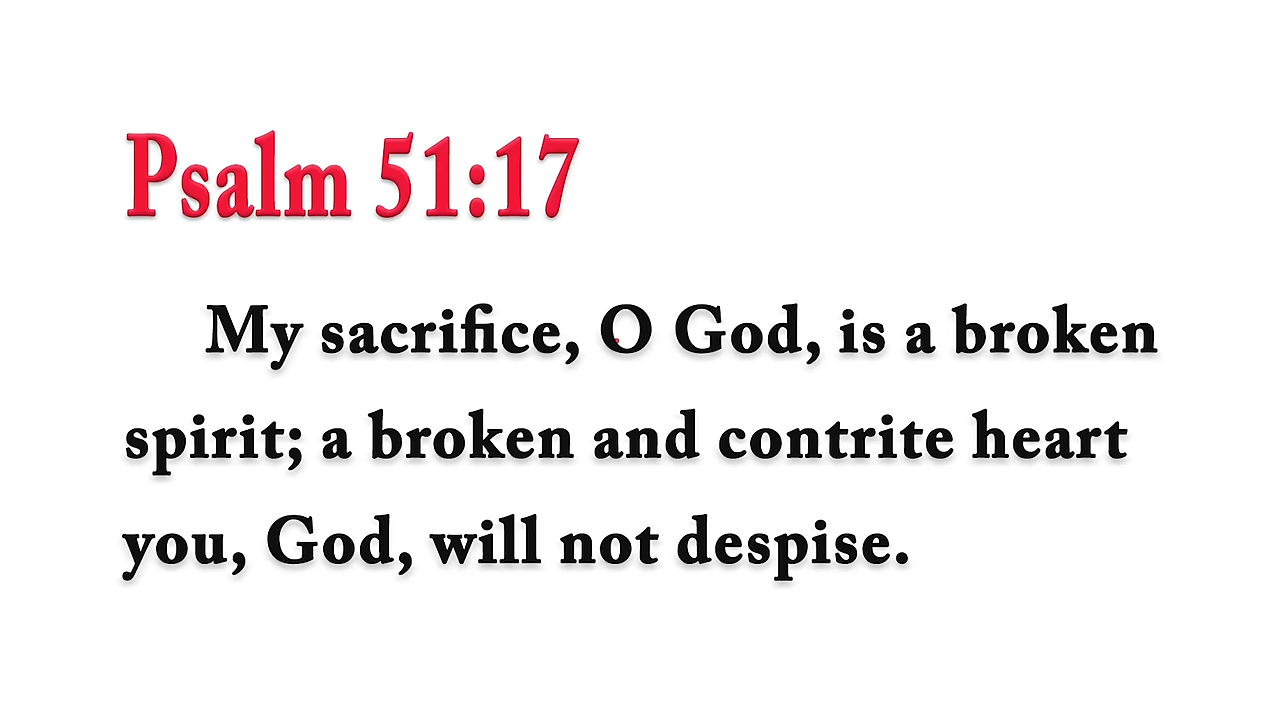 Psalm 51:17
My sacrifice, O God, is a broken
spirit; a broken and contrite heart
you, God, will not despise.